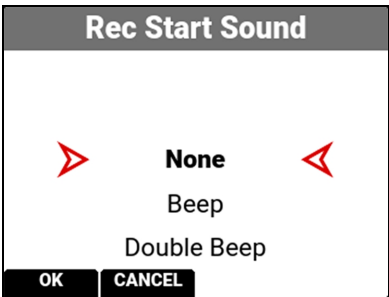 Rec Start Sound
None
Beep
Double Beep
OK CANCEL